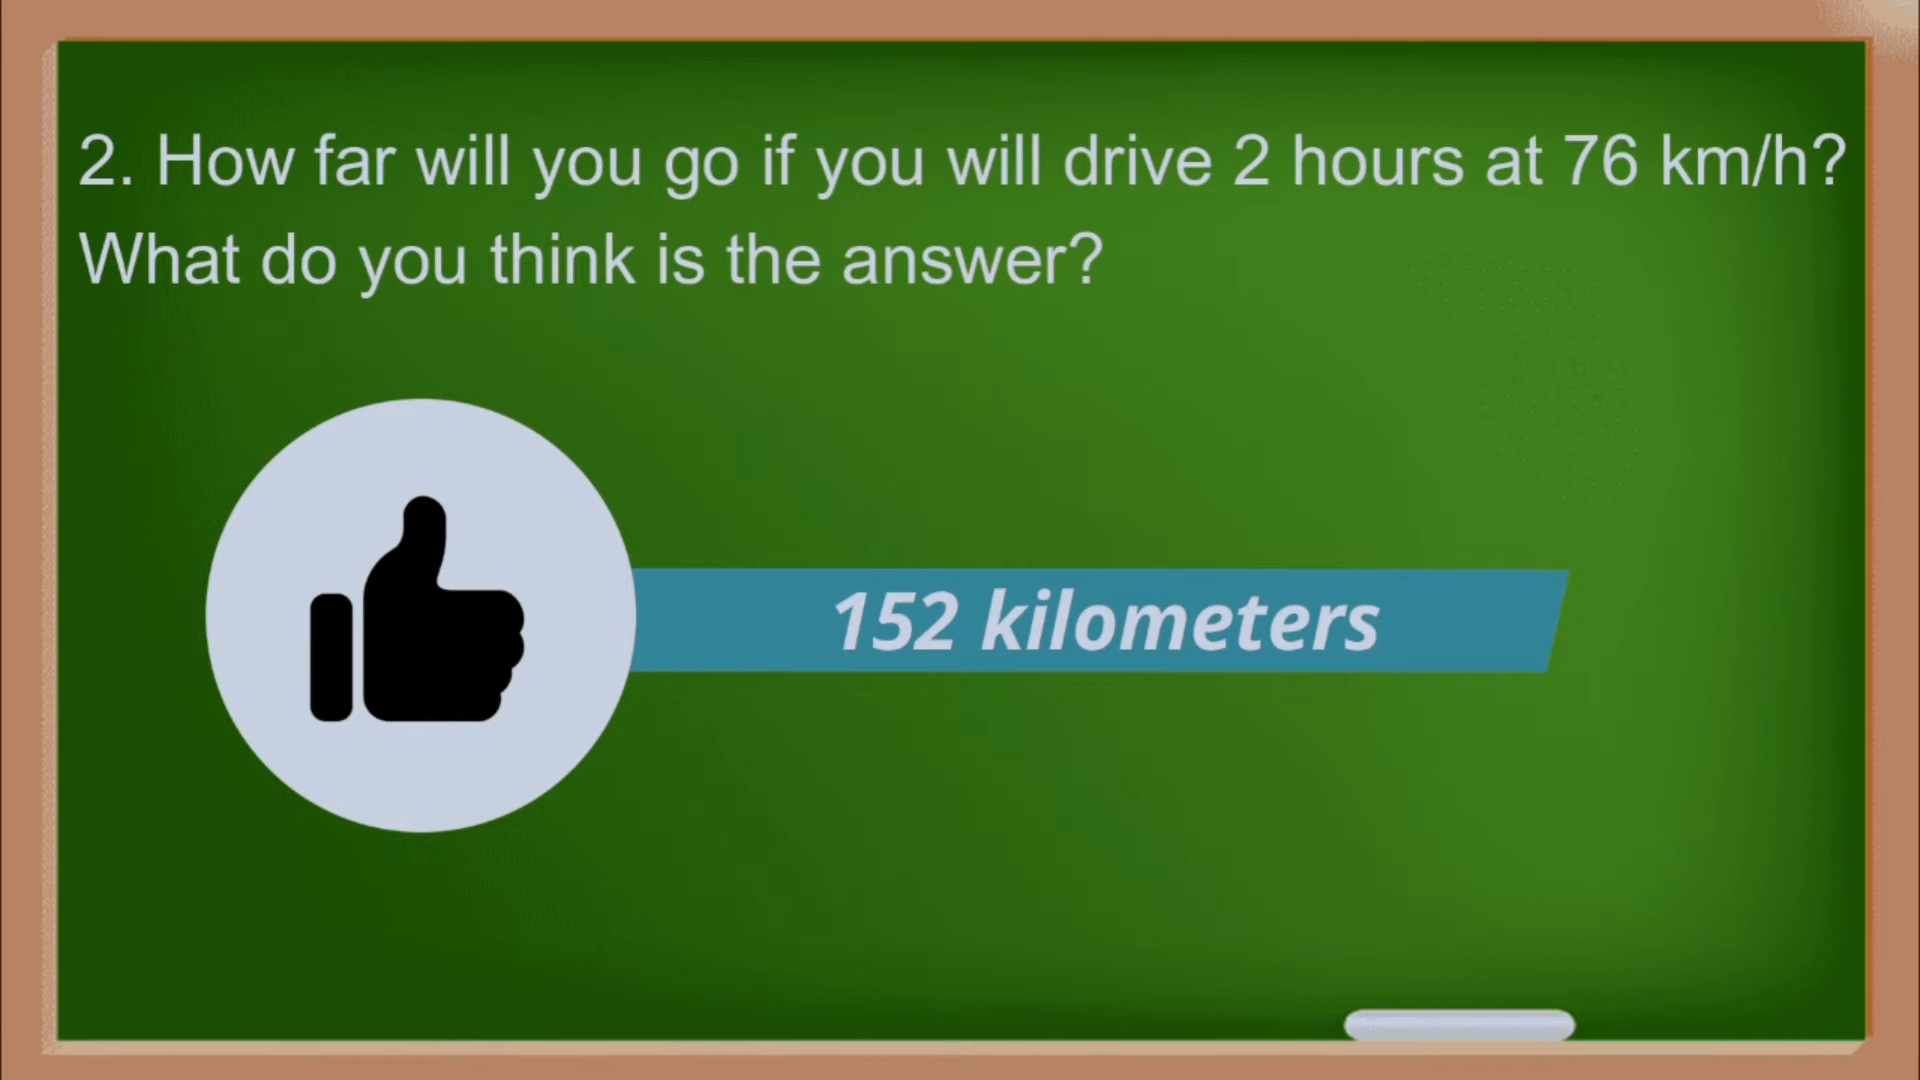 2. How far will you go if you will drive 2 hours at 76 km/h?
What do you think is the answer?
152 kilometers